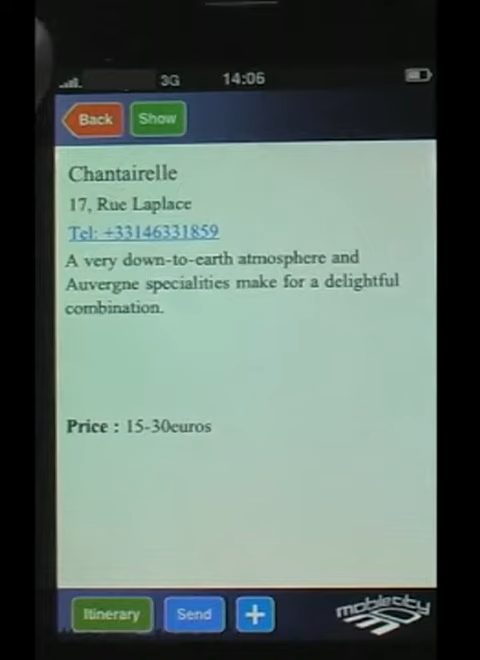 3G 14:06
Back Show
Chantairelle
17, Rue Laplace
Tel: +33146331859
A very down-to-earth atmosphere and
Auvergne specialities make for a delightful
combination.
Price : 15-30euros
Itinerary Send +
mobilecity
3D